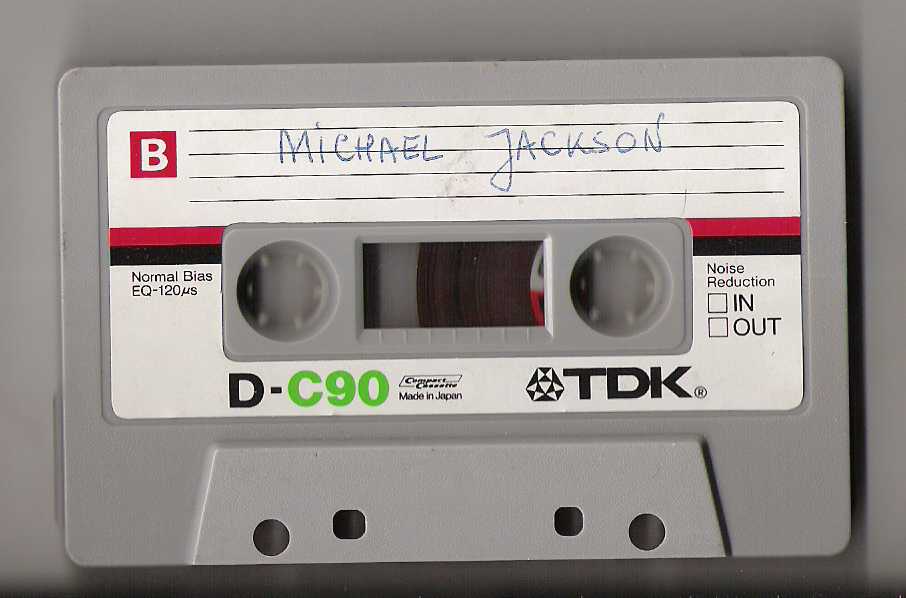 B
MiCHAEL JACKSON
Normal Bias
EQ-120μs
Noise
Reduction
IN
OUT
D-C90
Compact
Cassette
Made in Japan
TDK®